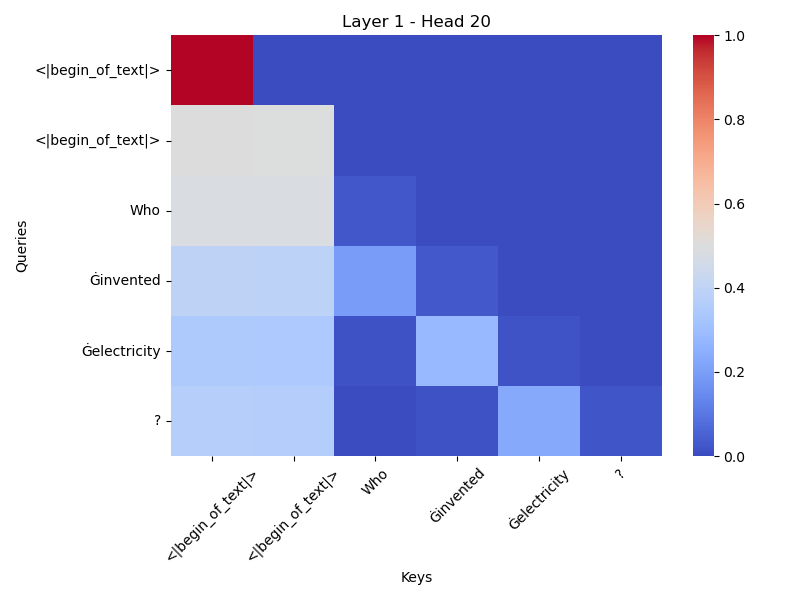 Layer 1 - Head 20
<|begin_of_text|>
<|begin_of_text|>
Who
Ġinvented
Ġelectricity
?
Queries
<|begin_of_text|>
<|begin_of_text|>
Who
Ġinvented
Ġelectricity
?
Keys
1.0
0.8
0.6
0.4
0.2
0.0